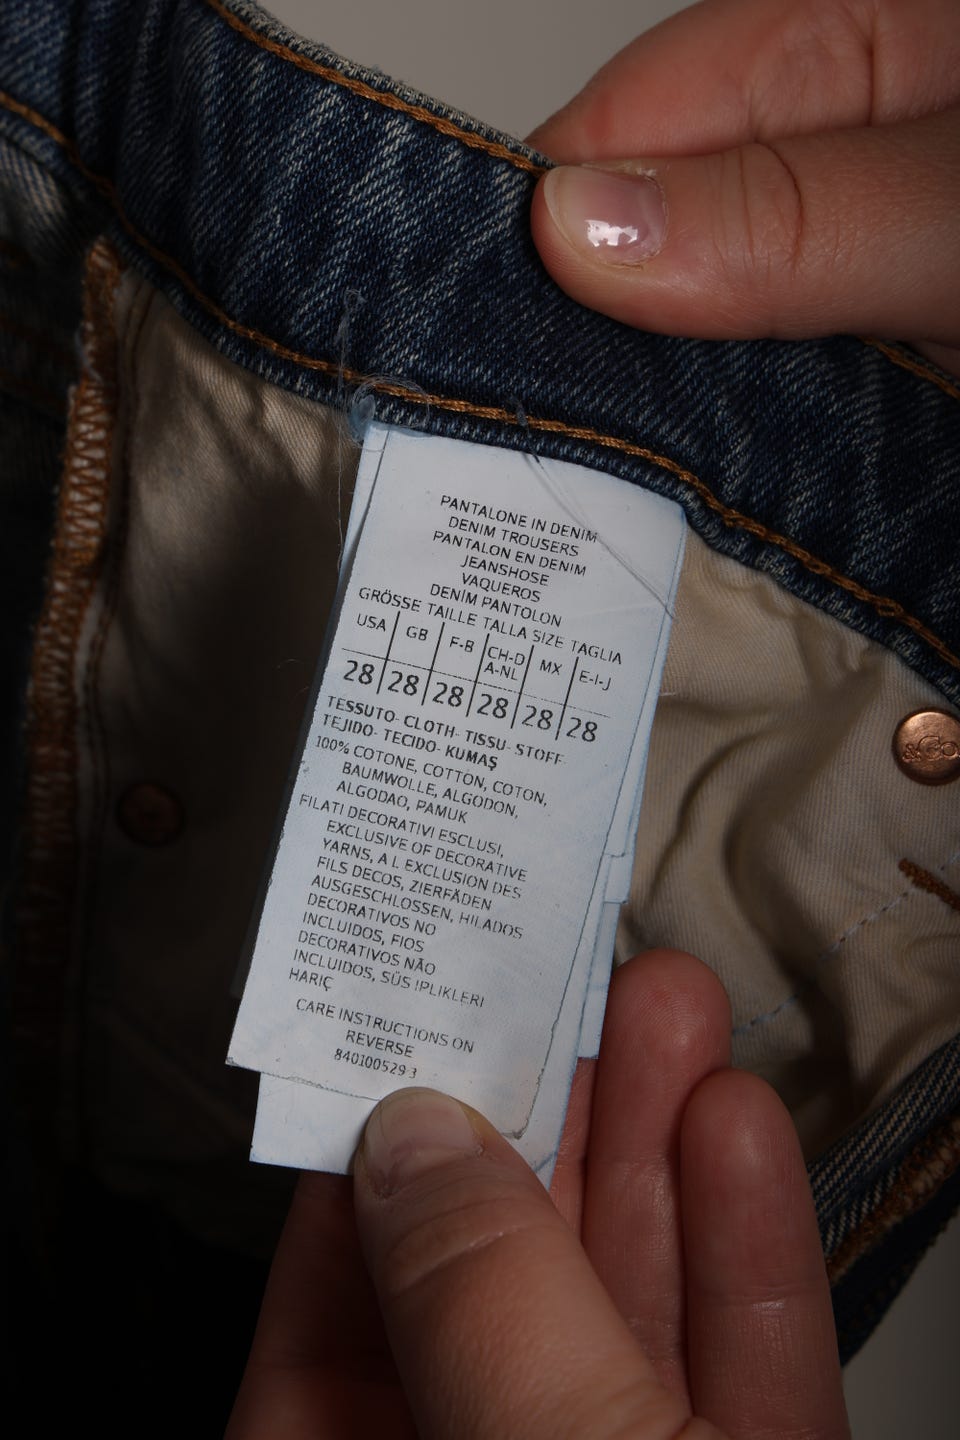 PANTALONE IN DENIM
DENIM TROUSERS
PANTALON EN DENIM
JEANSHOSE
VAQUEROS
DENİM PANTOLON
GRÖSSE TAILLE TALLA SIZE TAGLIA
USA GB F-B CH-D A-NL MX E-I-J
28 28 28 28 28 28
TESSUTO- CLOTH- TISSU- STOFF-
TEJIDO- TECIDO- KUMAŞ
100% COTONE, COTTON, COTON,
BAUMWOLLE, ALGODON,
ALGODAO, PAMUK
FILATI DECORATIVI ESCLUSI,
EXCLUSIVE OF DECORATIVE
YARNS, A L EXCLUSION DES
FILS DECOS, ZIERFÄDEN
AUSGESCHLOSSEN, HILADOS
DECORATIVOS NO
INCLUIDOS, FIOS
DECORATIVOS NÃO
INCLUIDOS, SÜS IPLIKLERI
HARIÇ
CARE INSTRUCTIONS ON
REVERSE
840100529 3
&Co